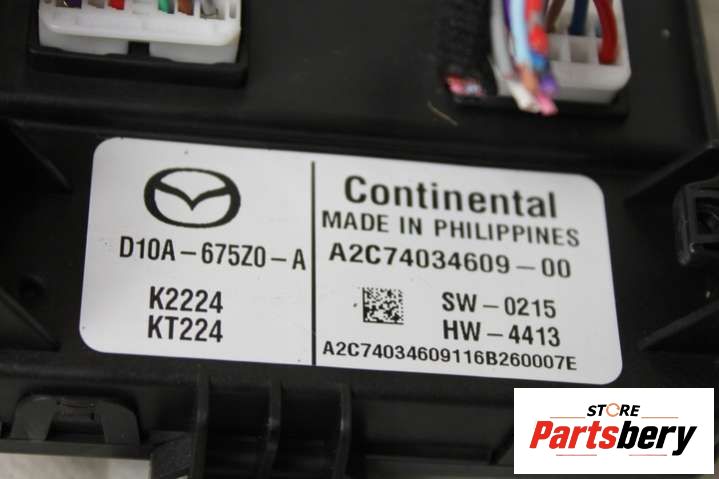 D10A-675Z0-A
K2224
KT224
Continental
MADE IN PHILIPPINES
A2C74034609-00
SW-0215
HW-4413
A2C74034609116B260007E
STORE
Partsbery